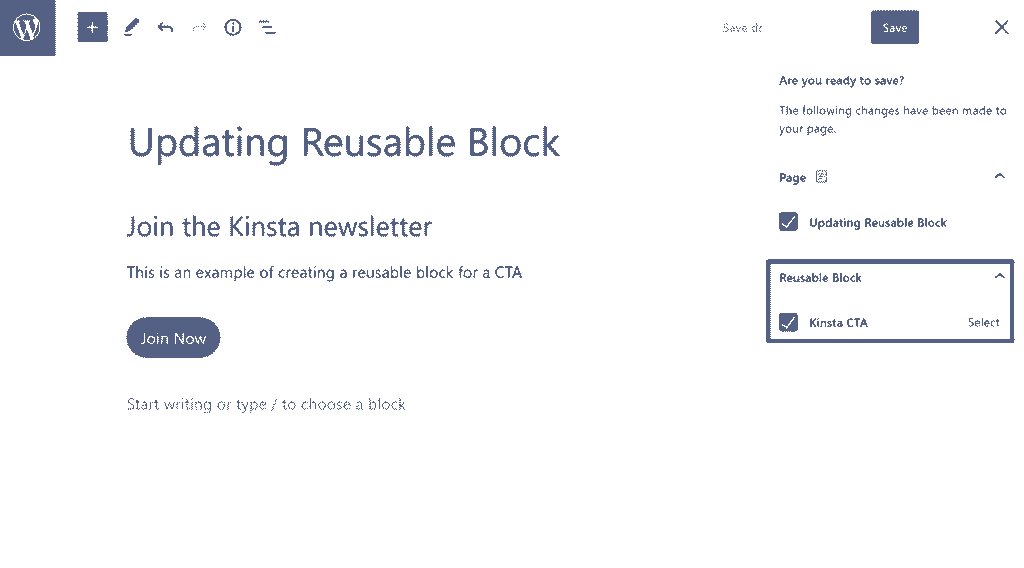 Save
Are you ready to save?
The following changes have been made to
your page.
Updating Reusable Block
Page
Join the Kinsta newsletter
Updating Reusable Block
This is an example of creating a reusable block for a CTA
Reusable Block
Kinsta CTA
Select
Join Now
Start writing or type / to choose a block